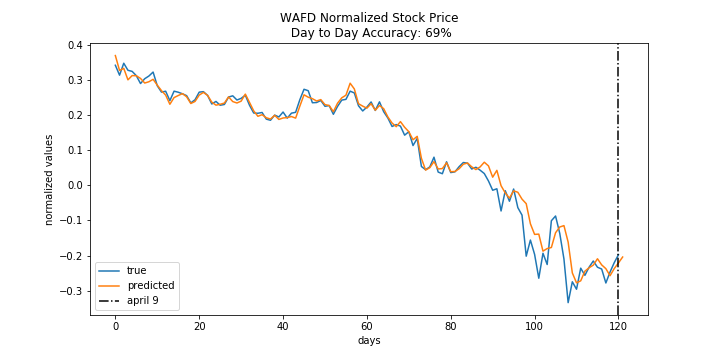 WAFD Normalized Stock Price
Day to Day Accuracy: 69%
0.4
0.3
0.2
0.1
0.0
−0.1
−0.2
−0.3
normalized values
true
predicted
april 9
0 20 40 60 80 100 120
days